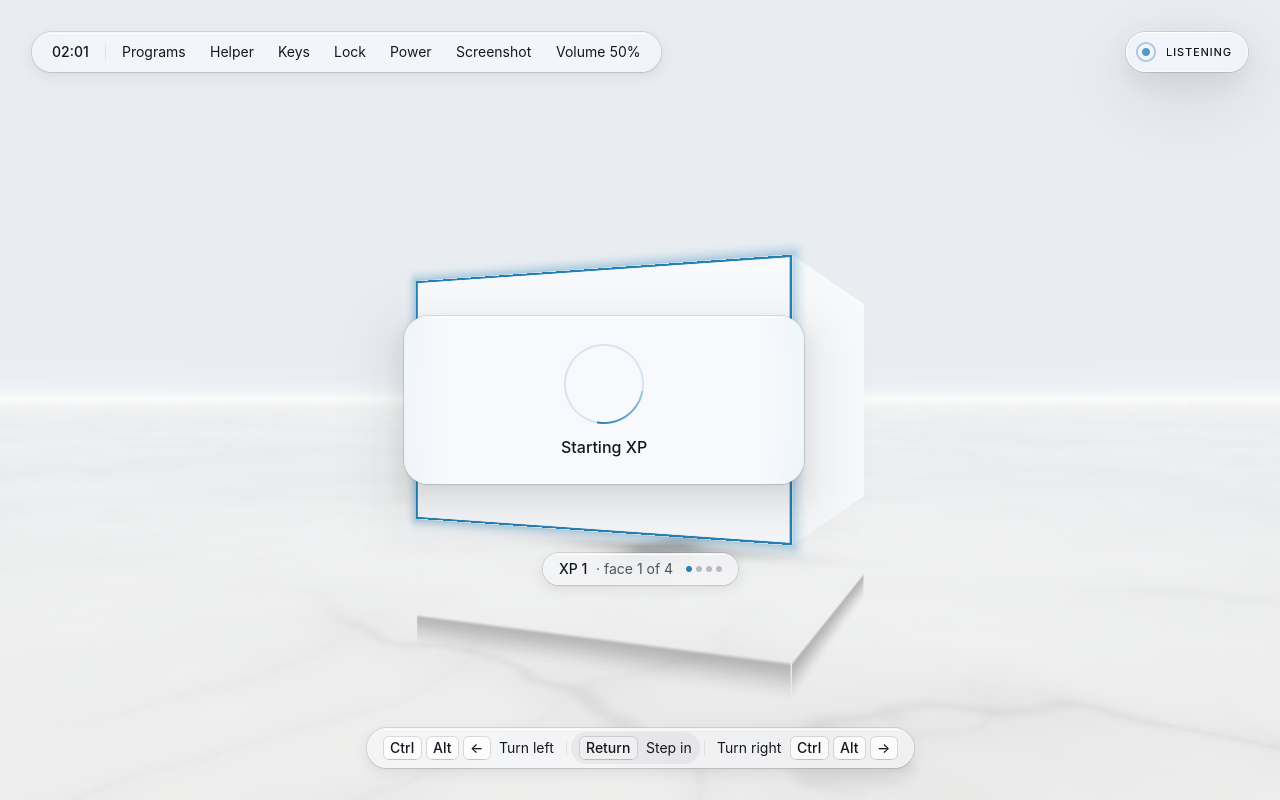 02:01 Programs Helper Keys Lock Power Screenshot Volume 50%
LISTENING
Starting XP
XP 1 · face 1 of 4
Ctrl Alt ← Turn left Return Step in Turn right Ctrl Alt →